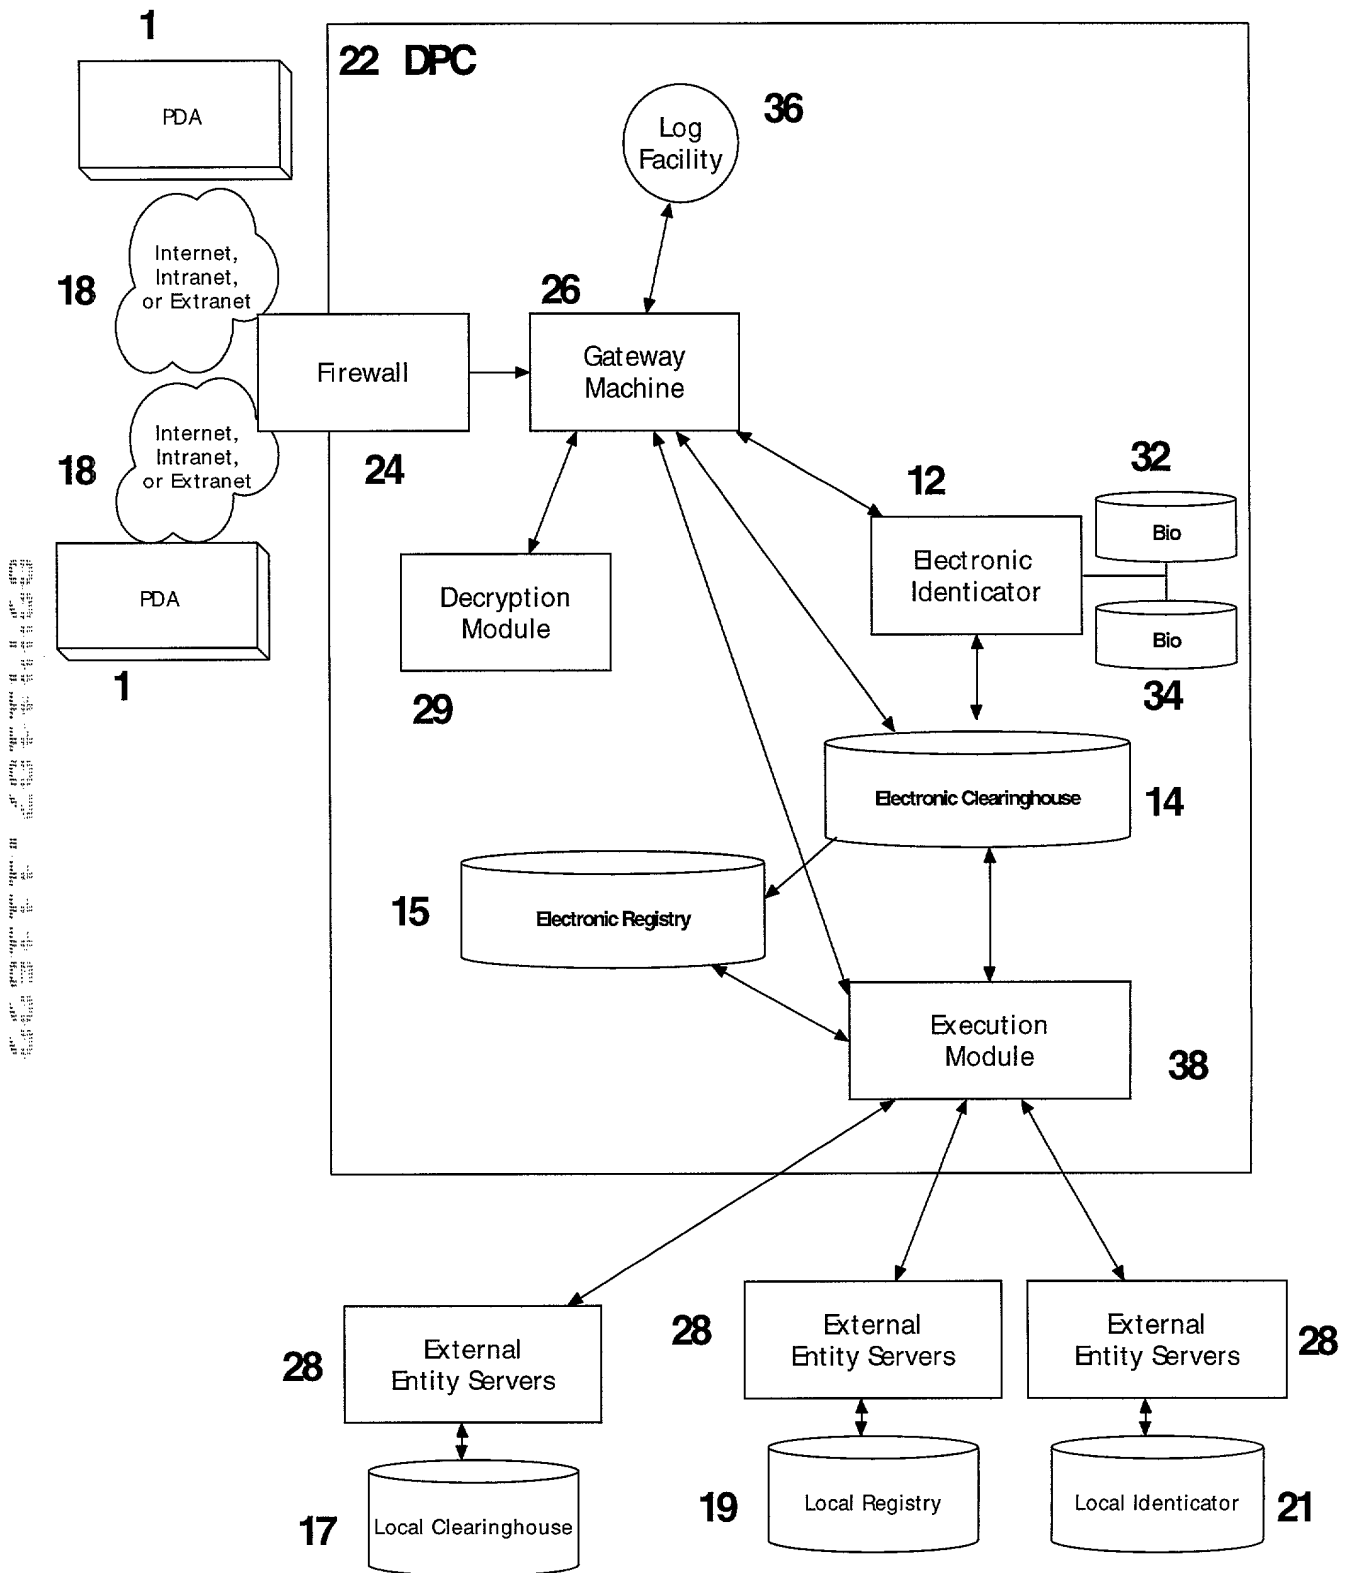 1
22 DPC
PDA
36
Log
Facility
Internet,
Intranet,
or Extranet
18
26
Firewall
Gateway
Machine
Internet,
Intranet,
or Extranet
18
24
12
32
Bio
Electronic
Identicator
PDA
Decryption
Module
Bio
1
29
34
Electronic Clearinghouse
14
15
Electronic Registry
Execution
Module
38
28
External
Entity Servers
28
External
Entity Servers
External
Entity Servers
28
17
Local Clearinghouse
19
Local Registry
Local Identicator
21